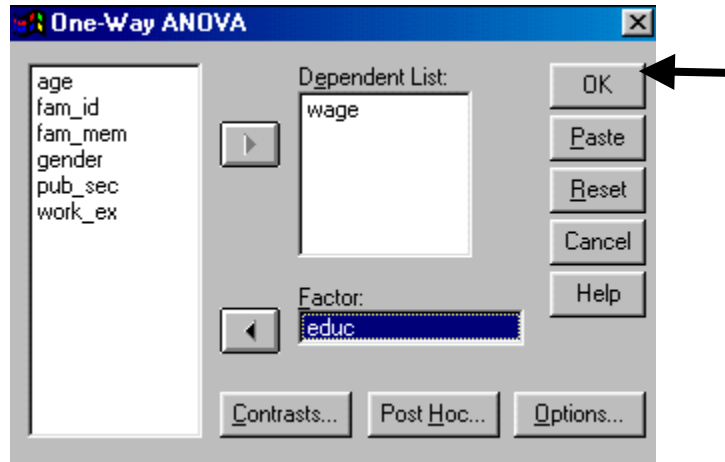 One-Way ANOVA
age
fam_id
fam_mem
gender
pub_sec
work_ex
Dependent List:
wage
Factor:
educ
OK
Paste
Reset
Cancel
Help
Contrasts...
Post Hoc...
Options...